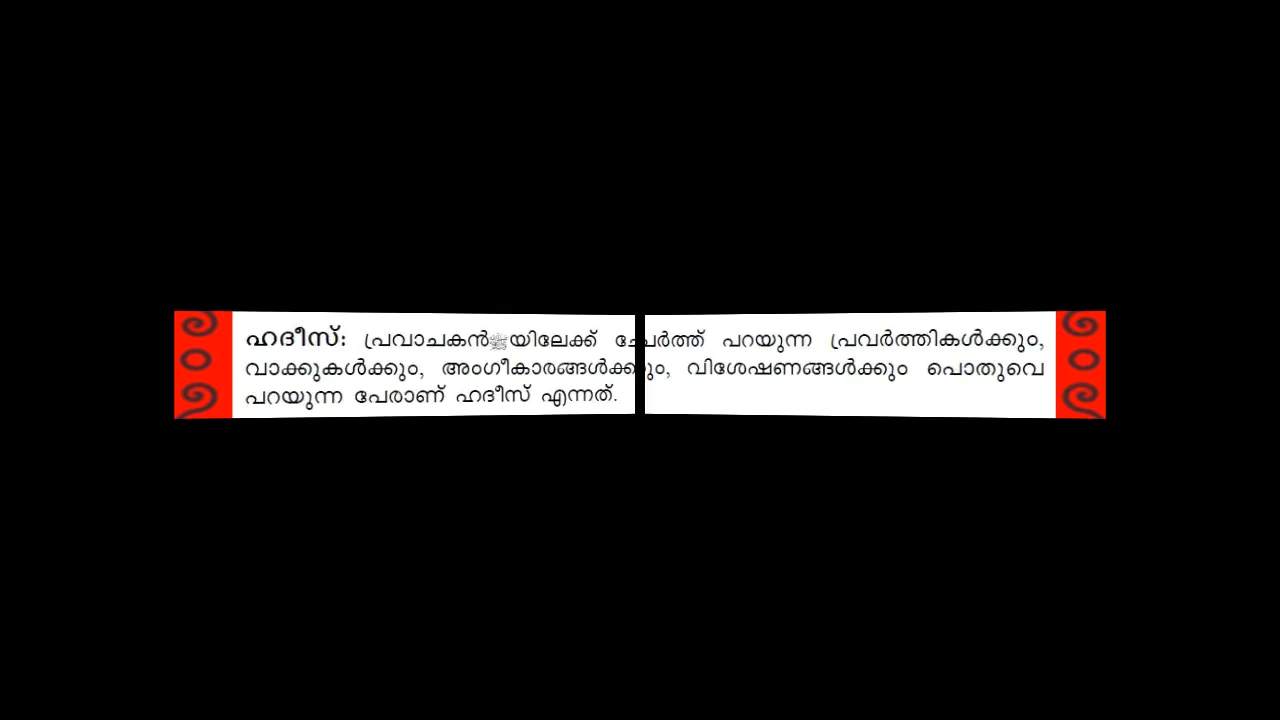 ഹദീസ്: പ്രവാചകൻﷺയിലേക്ക് ചേർത്ത് പറയുന്ന പ്രവർത്തികൾക്കും,
വാക്കുകൾക്കും, അംഗീകാരങ്ങൾക്കും, വിശേഷണങ്ങൾക്കും പൊതുവെ
പറയുന്ന പേരാണ് ഹദീസ് എന്നത്.